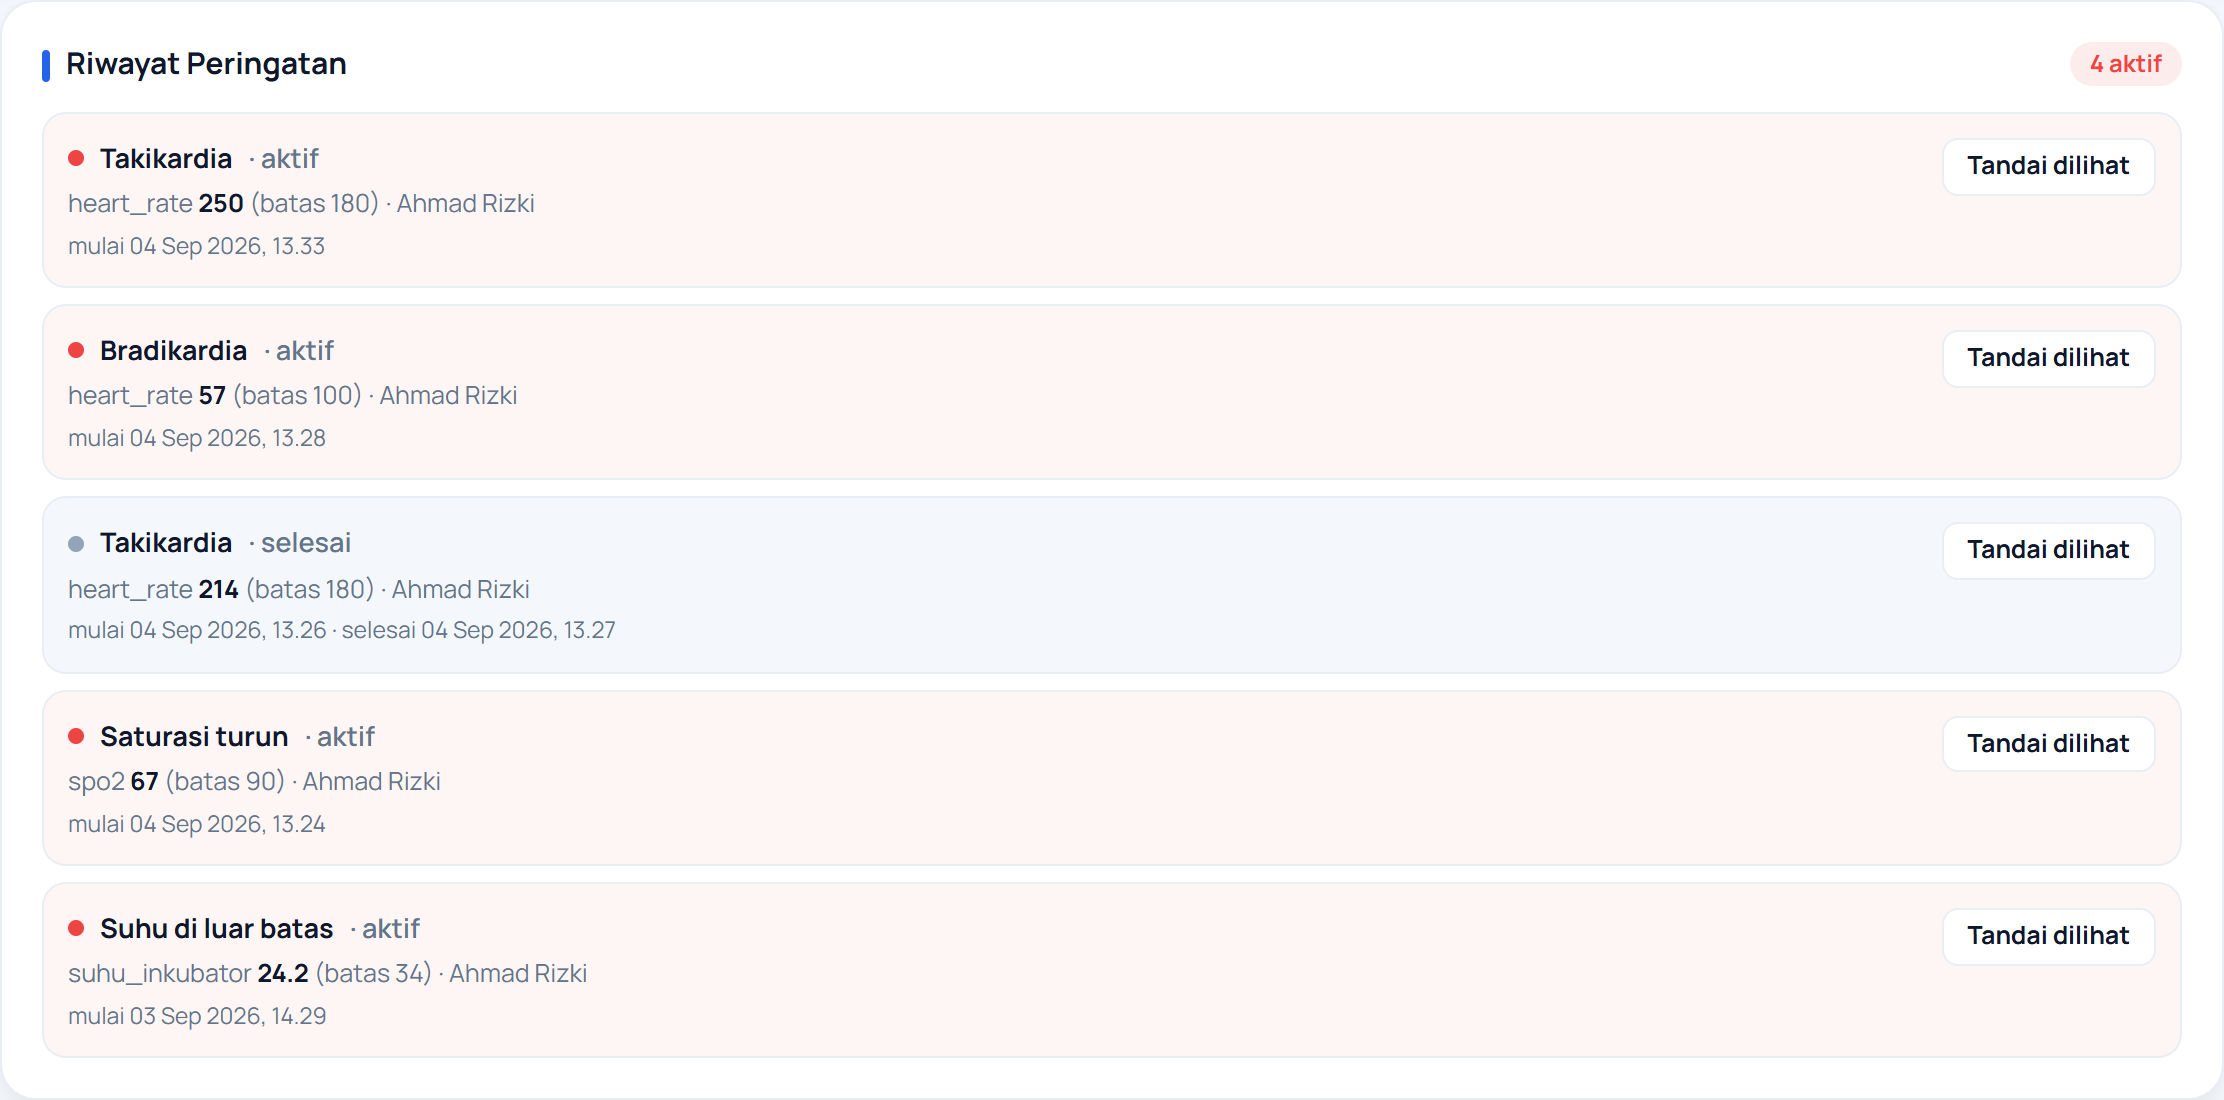 Riwayat Peringatan
4 aktif
Takikardia · aktif
Tandai dilihat
heart_rate 250 (batas 180) · Ahmad Rizki
mulai 04 Sep 2026, 13.33
Bradikardia · aktif
Tandai dilihat
heart_rate 57 (batas 100) · Ahmad Rizki
mulai 04 Sep 2026, 13.28
Takikardia · selesai
Tandai dilihat
heart_rate 214 (batas 180) · Ahmad Rizki
mulai 04 Sep 2026, 13.26 · selesai 04 Sep 2026, 13.27
Saturasi turun · aktif
Tandai dilihat
spo2 67 (batas 90) · Ahmad Rizki
mulai 04 Sep 2026, 13.24
Suhu di luar batas · aktif
Tandai dilihat
suhu_inkubator 24.2 (batas 34) · Ahmad Rizki
mulai 03 Sep 2026, 14.29